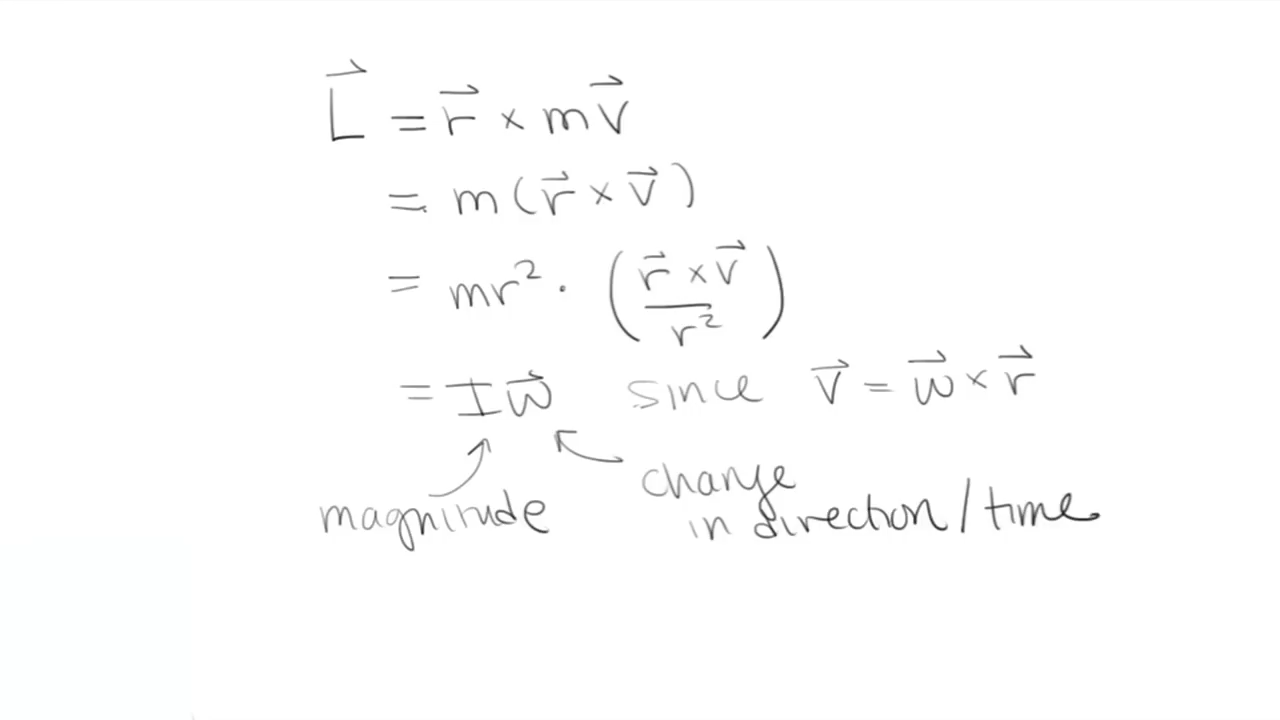 L⃗ = r⃗ × mv⃗
= m(r⃗ × v⃗)
= mr² · (r⃗ × v⃗ / r²)
= Iw⃗ since v⃗ = w⃗ × r⃗
magnitude
change
in direction/time